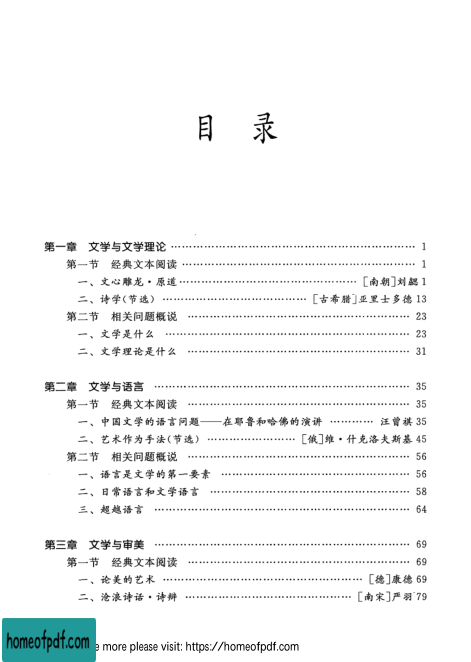 目 录
第一章 文学与文学理论 …… 1
第一节 经典文本阅读 …… 1
一、文心雕龙·原道 …… [南朝]刘勰 1
二、诗学(节选) …… [古希腊]亚里士多德 13
第二节 相关问题概说 …… 23
一、文学是什么 …… 23
二、文学理论是什么 …… 31
第二章 文学与语言 …… 35
第一节 经典文本阅读 …… 35
一、中国文学的语言问题——在耶鲁和哈佛的演讲 …… 汪曾祺 35
二、艺术作为手法(节选) …… [俄]维·什克洛夫斯基 45
第二节 相关问题概说 …… 56
一、语言是文学的第一要素 …… 56
二、日常语言和文学语言 …… 58
三、超越语言 …… 64
第三章 文学与审美 …… 69
第一节 经典文本阅读 …… 69
一、论美的艺术 …… [德]康德 69
二、沧浪诗话·诗辨 …… [南宋]严羽 79
homeofpdf.com
e more please visit: https://homeofpdf.com